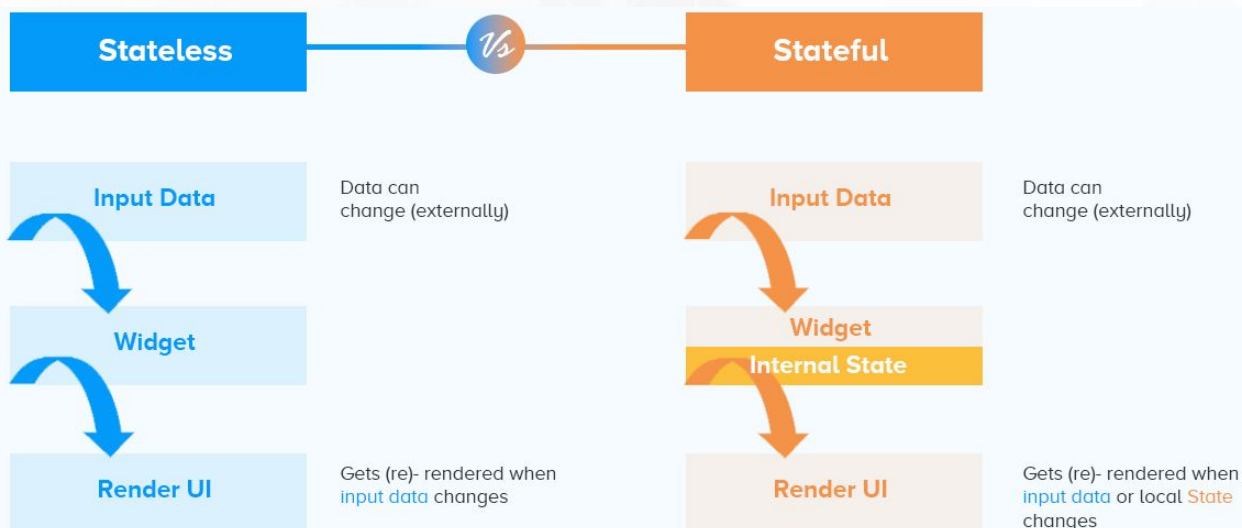 Stateless
Vs
Stateful
Input Data
Data can
change (externally)
Input Data
Data can
change (externally)
Widget
Widget
Internal State
Render UI
Gets (re)- rendered when
input data changes
Render UI
Gets (re)- rendered when
input data or local State
changes